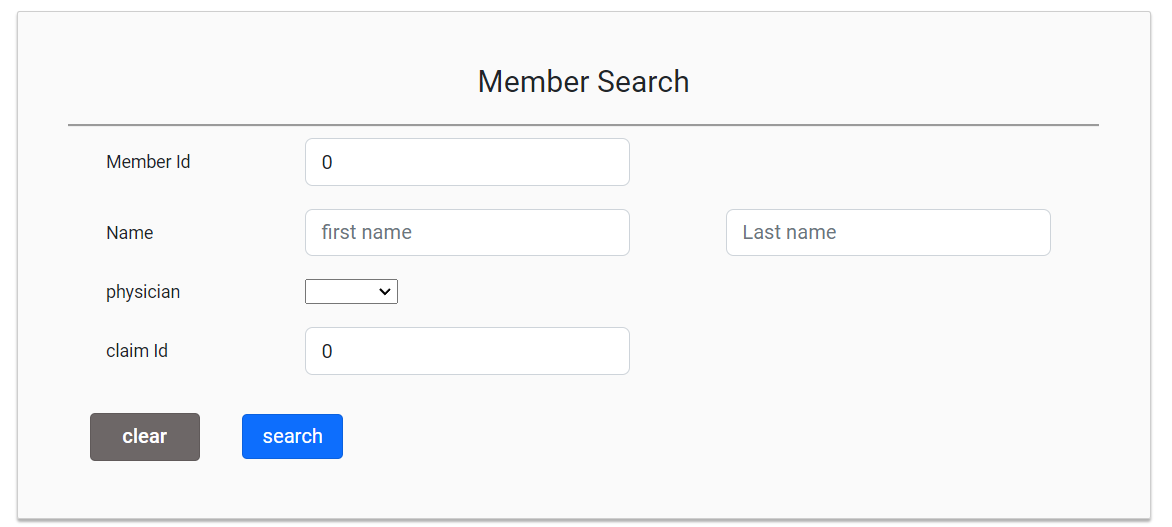 Member Search
Member Id 0
Name first name Last name
physician
claim Id 0
clear search